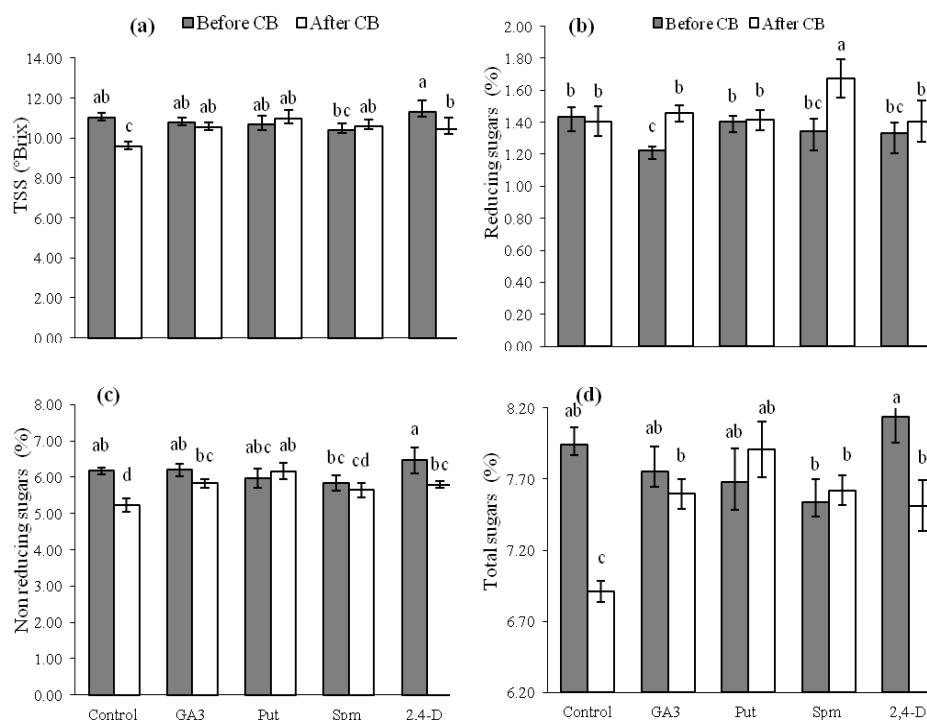 (a)
Before CB After CB
TSS (°Brix)
14.00
12.00
10.00
8.00
6.00
4.00
2.00
0.00
ab c ab ab ab ab bc ab a b
(b)
Before CB After CB
Reducing sugars (%)
2.00
1.80
1.60
1.40
1.20
1.00
0.80
0.60
0.40
0.20
0.00
b b c b b b bc a bc b
(c)
Non reducing sugars (%)
8.00
7.00
6.00
5.00
4.00
3.00
2.00
1.00
0.00
ab d ab bc abc ab bc cd a bc
Control GA3 Put Spm 2,4-D
(d)
Total sugars (%)
8.20
7.70
7.20
6.70
6.20
ab c ab b ab ab b b a b
Control GA3 Put Spm 2,4-D